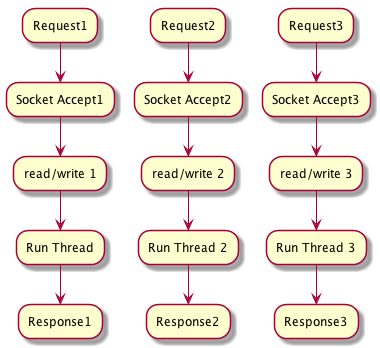 Request1
Request2
Request3
Socket Accept1
Socket Accept2
Socket Accept3
read/write 1
read/write 2
read/write 3
Run Thread
Run Thread 2
Run Thread 3
Response1
Response2
Response3